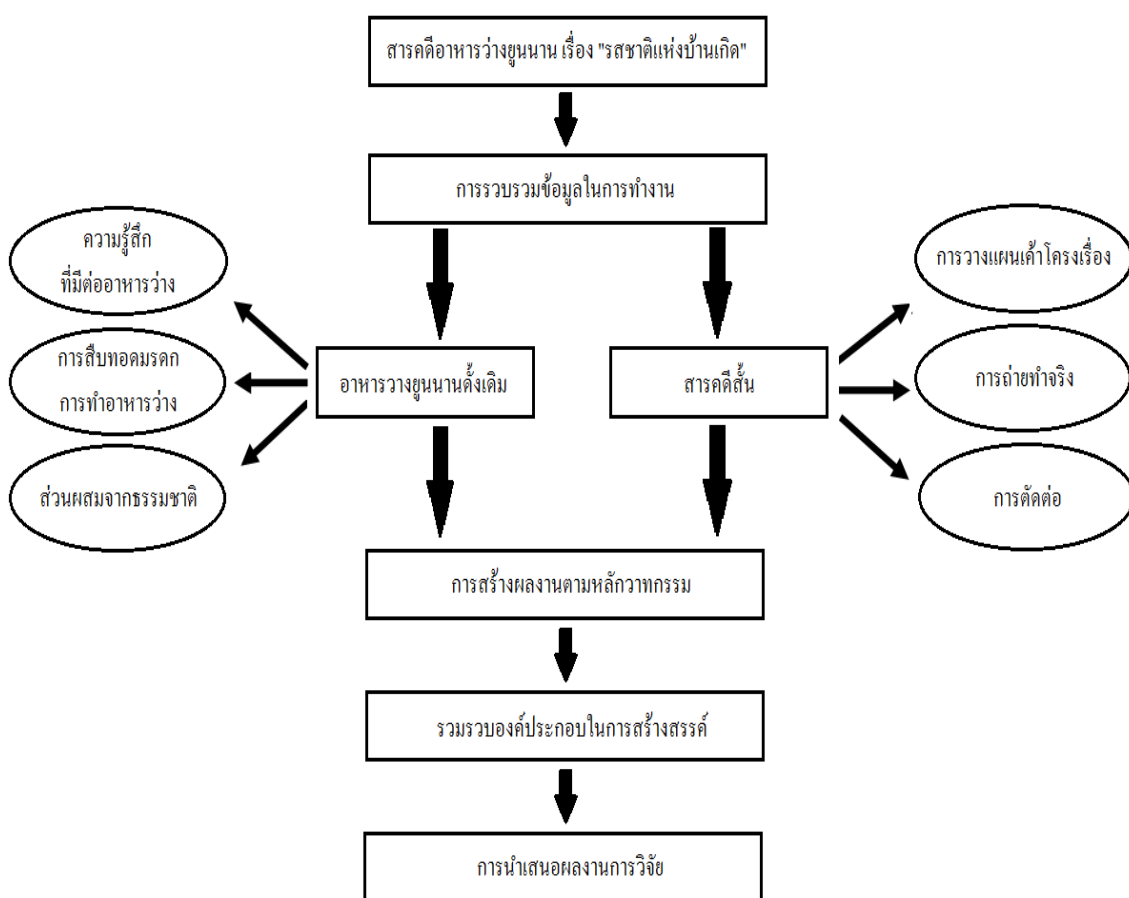 สารคดีอาหารว่างยูนนาน เรื่อง "รสชาติแห่งบ้านเกิด"
การรวบรวมข้อมูลในการทำงาน
ความรู้สึก
ที่มีต่ออาหารว่าง
การวางแผนเค้าโครงเรื่อง
การสืบทอดมรดก
การทำอาหารว่าง
อาหารวางยูนนานดั้งเดิม
สารคดีสั้น
การถ่ายทำจริง
ส่วนผสมจากธรรมชาติ
การตัดต่อ
การสร้างผลงานตามหลักวาทกรรม
รวมรวบองค์ประกอบในการสร้างสรรค์
การนำเสนอผลงานการวิจัย